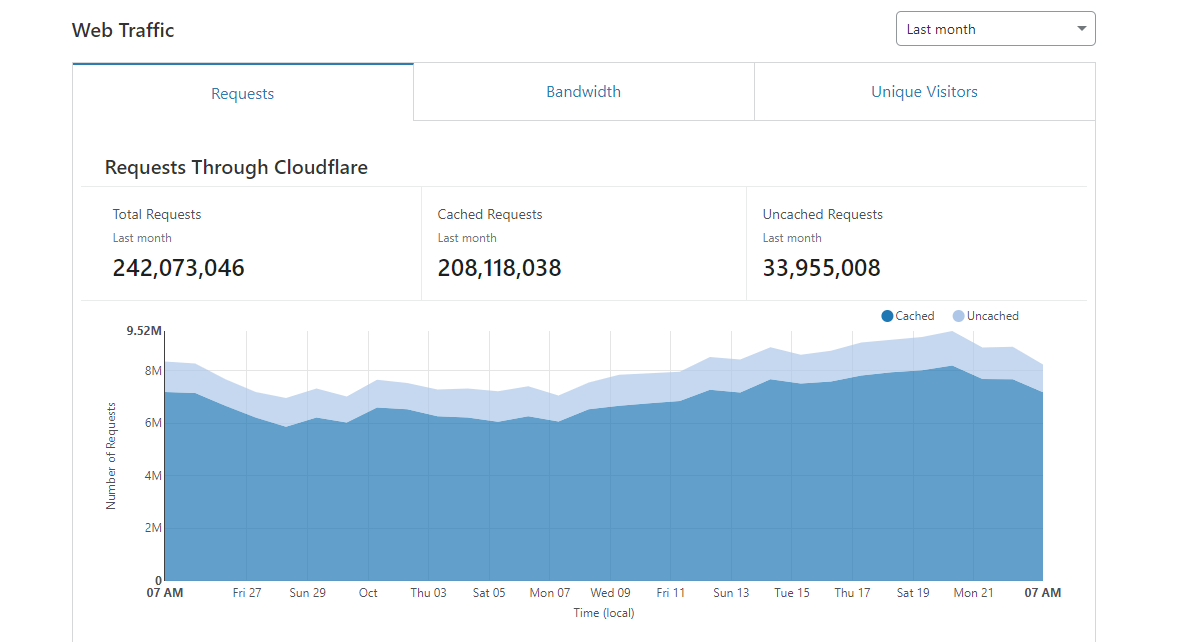 Web Traffic
Last month
Requests
Bandwidth
Unique Visitors
Requests Through Cloudflare
Total Requests
Last month
242,073,046
Cached Requests
Last month
208,118,038
Uncached Requests
Last month
33,955,008
Cached
Uncached
9.52M
8M
6M
4M
2M
0
Number of Requests
07 AM
Fri 27
Sun 29
Oct
Thu 03
Sat 05
Mon 07
Wed 09
Fri 11
Sun 13
Tue 15
Thu 17
Sat 19
Mon 21
07 AM
Time (local)